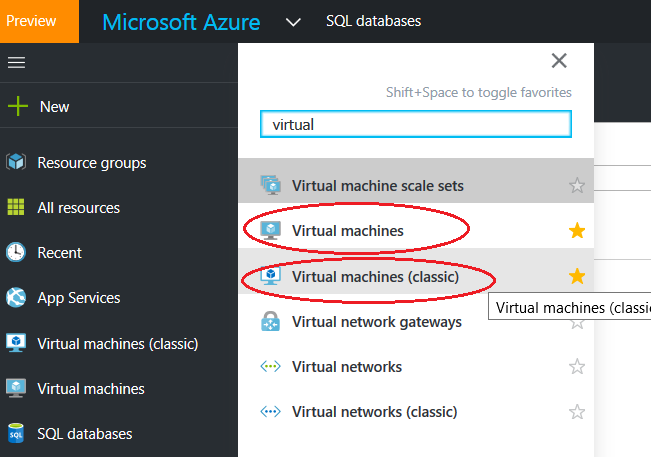 Preview
Microsoft Azure
SQL databases
Shift+Space to toggle favorites
New
virtual
Resource groups
Virtual machine scale sets
All resources
Virtual machines
Recent
Virtual machines (classic)
App Services
Virtual machines (classic
Virtual network gateways
Virtual machines (classic)
Virtual networks
Virtual machines
Virtual networks (classic)
SQL databases
SQL